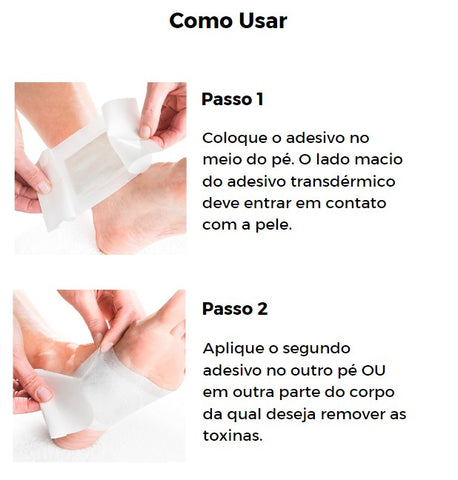 Como Usar
Passo 1
Coloque o adesivo no
meio do pé. O lado macio
do adesivo transdérmico
deve entrar em contato
com a pele.
Passo 2
Aplique o segundo
adesivo no outro pé OU
em outra parte do corpo
da qual deseja remover as
toxinas.